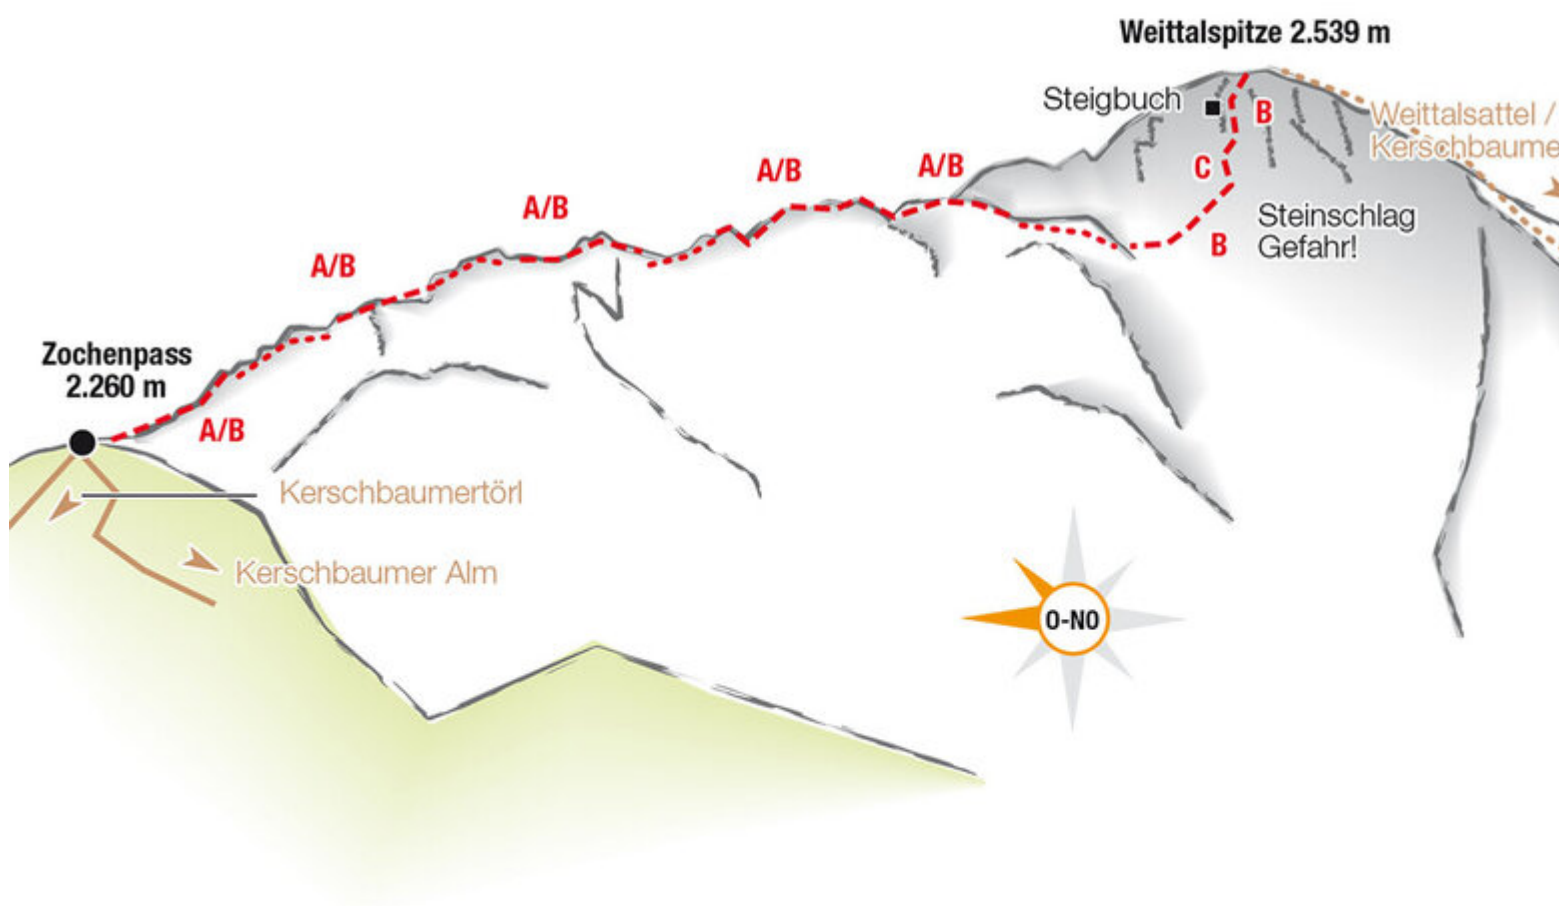 Weittalspitze 2.539 m
Steigbuch
B
Weittalsattel /
Kerschbaume
A/B
A/B
C
A/B
Steinschlag
Gefahr!
B
A/B
Zochenpass
2.260 m
A/B
Kerschbaumertörl
Kerschbaumer Alm
O-NO